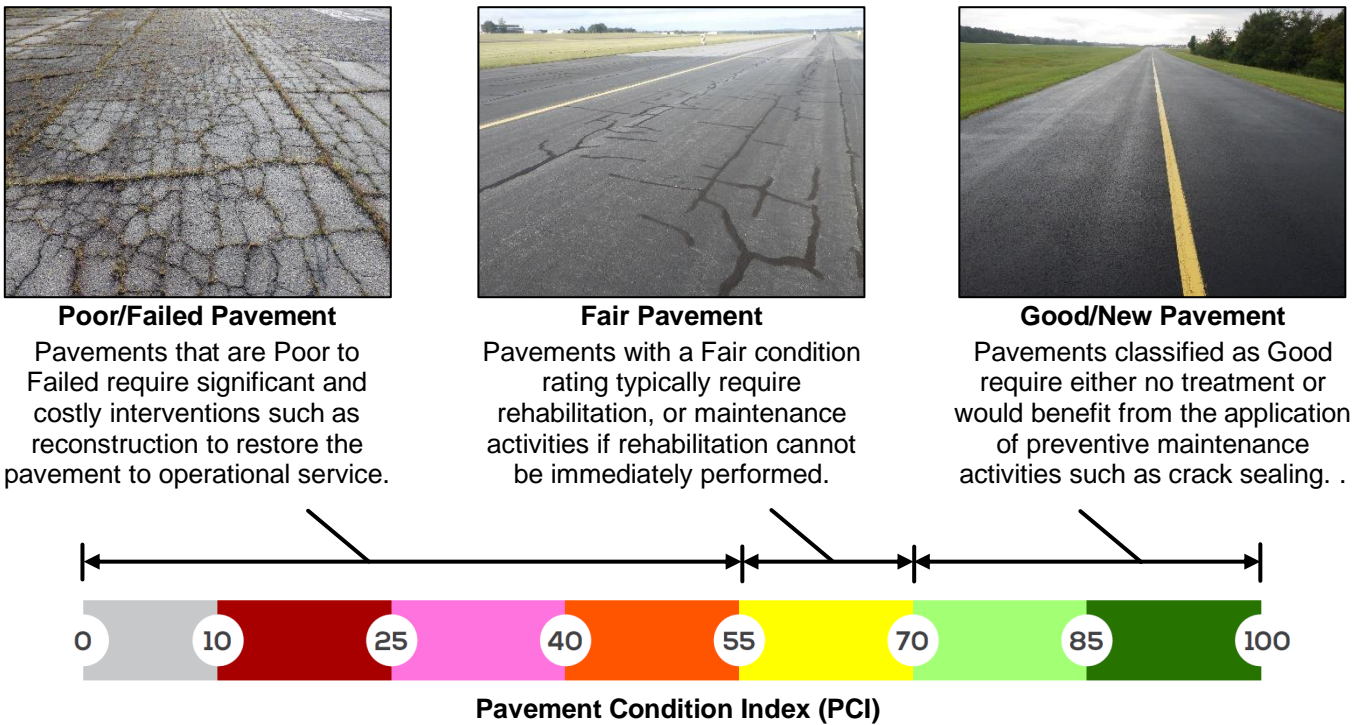 Poor/Failed Pavement
Pavements that are Poor to
Failed require significant and
costly interventions such as
reconstruction to restore the
pavement to operational service.
Fair Pavement
Pavements with a Fair condition
rating typically require
rehabilitation, or maintenance
activities if rehabilitation cannot
be immediately performed.
Good/New Pavement
Pavements classified as Good
require either no treatment or
would benefit from the application
of preventive maintenance
activities such as crack sealing. .
0 10 25 40 55 70 85 100
Pavement Condition Index (PCI)